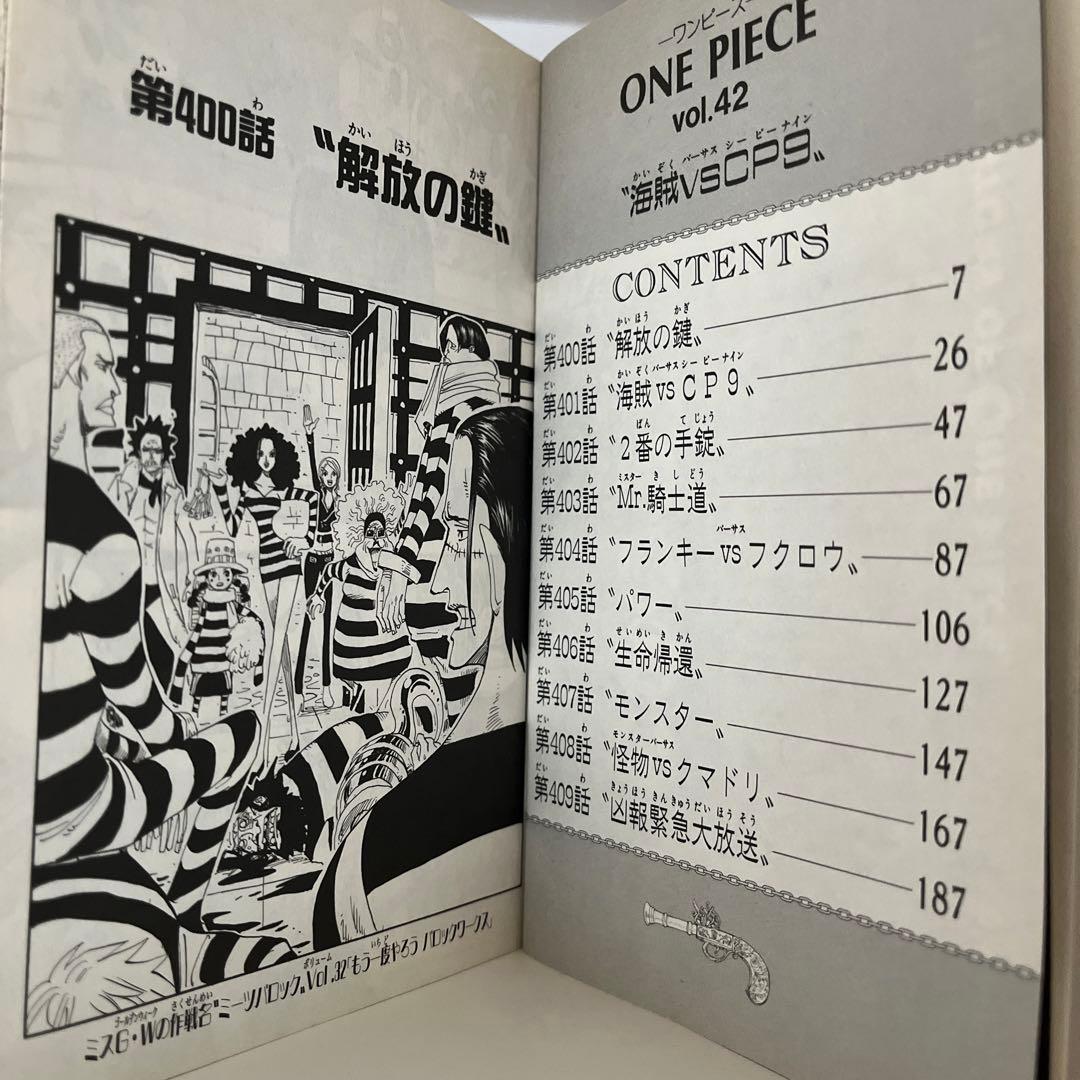 第400話 〝解放の鍵〟
ミスG・Wの作戦名〝ミーツバロック〟Vol.32「もう一度やろう バロックワークス」
―ワンピース―
ONE PIECE
vol.42
〝海賊vsCP9〟
CONTENTS
第400話 〝解放の鍵〟 7
第401話 〝海賊vsCP9〟 26
第402話 〝2番の手錠〟 47
第403話 〝Mr.騎士道〟 67
第404話 〝フランキーvsフクロウ〟 87
第405話 〝パワー〟 106
第406話 〝生命帰還〟 127
第407話 〝モンスター〟 147
第408話 〝怪物vsクマドリ〟 167
第409話 〝凶報緊急大放送〟 187